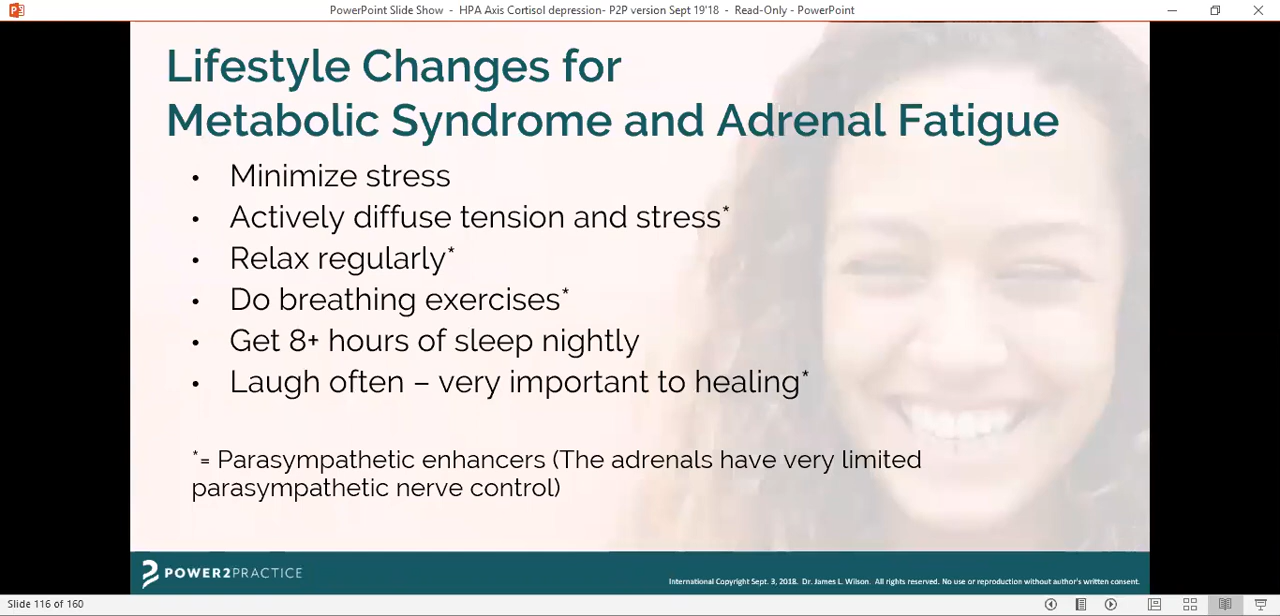 PowerPoint Slide Show - HPA Axis Cortisol depression- P2P version Sept 19'18 - Read-Only - PowerPoint
Lifestyle Changes for
Metabolic Syndrome and Adrenal Fatigue
• Minimize stress
• Actively diffuse tension and stress*
• Relax regularly*
• Do breathing exercises*
• Get 8+ hours of sleep nightly
• Laugh often – very important to healing*
*= Parasympathetic enhancers (The adrenals have very limited
parasympathetic nerve control)
POWER2PRACTICE
International Copyright Sept. 3, 2018. Dr. James L. Wilson. All rights reserved. No use or reproduction without author's written consent.
Slide 116 of 160